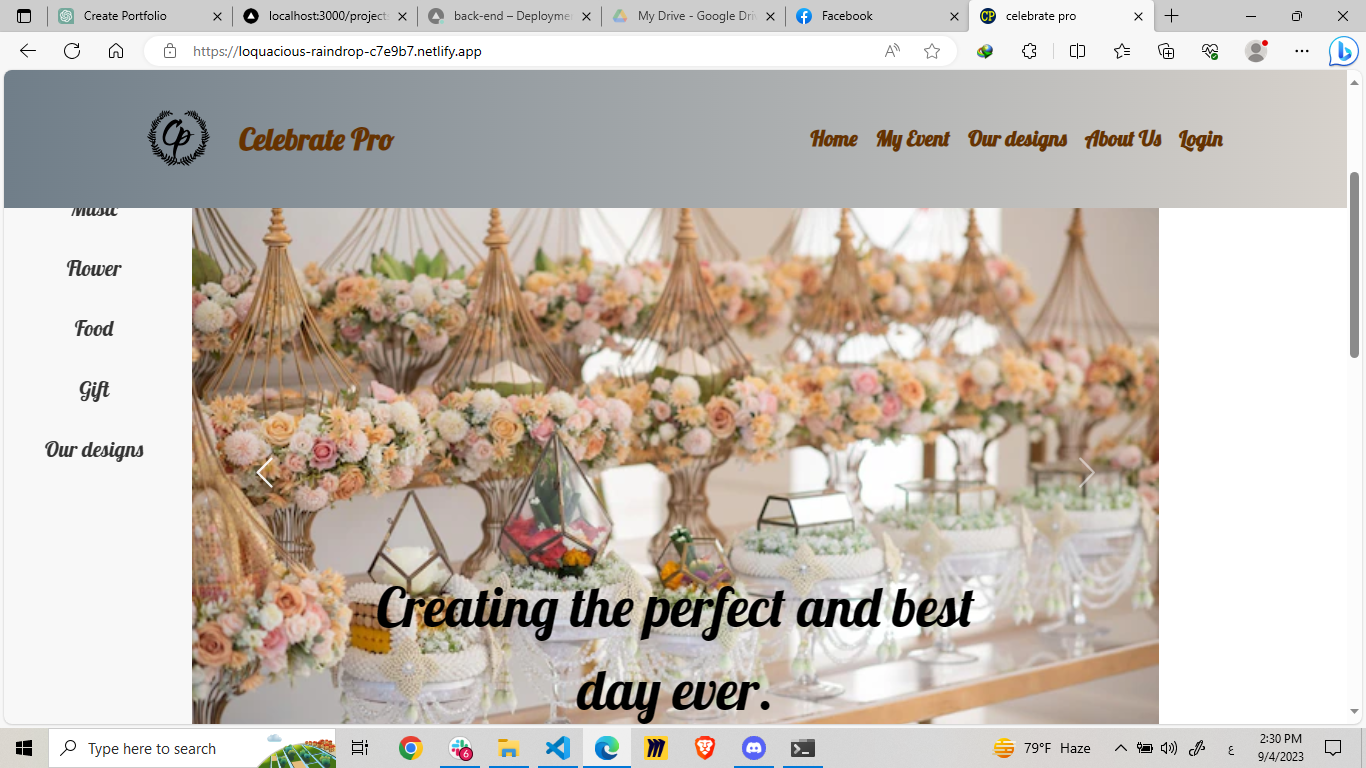 Create Portfolio
localhost:3000/project
back-end – Deployme
My Drive - Google Dri
Facebook
CP celebrate pro
https://loquacious-raindrop-c7e9b7.netlify.app
Cp Celebrate Pro
Home My Event Our designs About Us Login
Music
Flower
Food
Gift
Our designs
Creating the perfect and best
day ever.
Type here to search
6
79°F Haze
ع
2:30 PM
9/4/2023